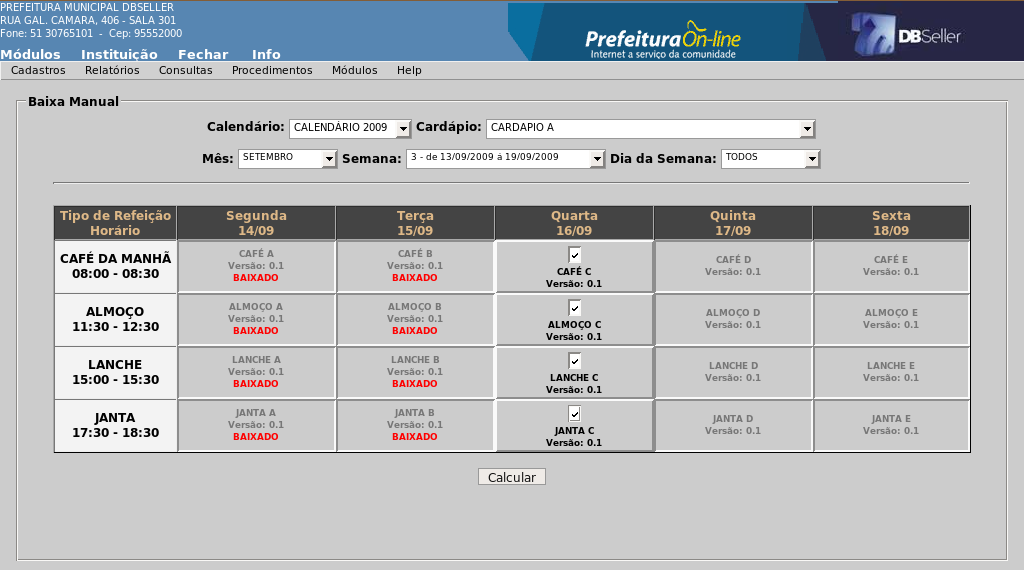 PREFEITURA MUNICIPAL DBSELLER
RUA GAL. CAMARA, 406 - SALA 301
Fone: 51 30765101 - Cep: 95552000
Módulos Instituição Fechar Info
PrefeituraOn-line
Internet a serviço da comunidade
DBSeller
Cadastros Relatórios Consultas Procedimentos Módulos Help
Baixa Manual
Calendário: CALENDÁRIO 2009 Cardápio: CARDAPIO A
Mês: SETEMBRO Semana: 3 - de 13/09/2009 á 19/09/2009 Dia da Semana: TODOS
Tipo de Refeição Segunda Terça Quarta Quinta Sexta
Horário 14/09 15/09 16/09 17/09 18/09
CAFÉ DA MANHÃ
08:00 - 08:30
CAFÉ A
Versão: 0.1
BAIXADO
CAFÉ B
Versão: 0.1
BAIXADO
CAFÉ C
Versão: 0.1
CAFÉ D
Versão: 0.1
CAFÉ E
Versão: 0.1
ALMOÇO
11:30 - 12:30
ALMOÇO A
Versão: 0.1
BAIXADO
ALMOÇO B
Versão: 0.1
BAIXADO
ALMOÇO C
Versão: 0.1
ALMOÇO D
Versão: 0.1
ALMOÇO E
Versão: 0.1
LANCHE
15:00 - 15:30
LANCHE A
Versão: 0.1
BAIXADO
LANCHE B
Versão: 0.1
BAIXADO
LANCHE C
Versão: 0.1
LANCHE D
Versão: 0.1
LANCHE E
Versão: 0.1
JANTA
17:30 - 18:30
JANTA A
Versão: 0.1
BAIXADO
JANTA B
Versão: 0.1
BAIXADO
JANTA C
Versão: 0.1
JANTA D
Versão: 0.1
JANTA E
Versão: 0.1
Calcular